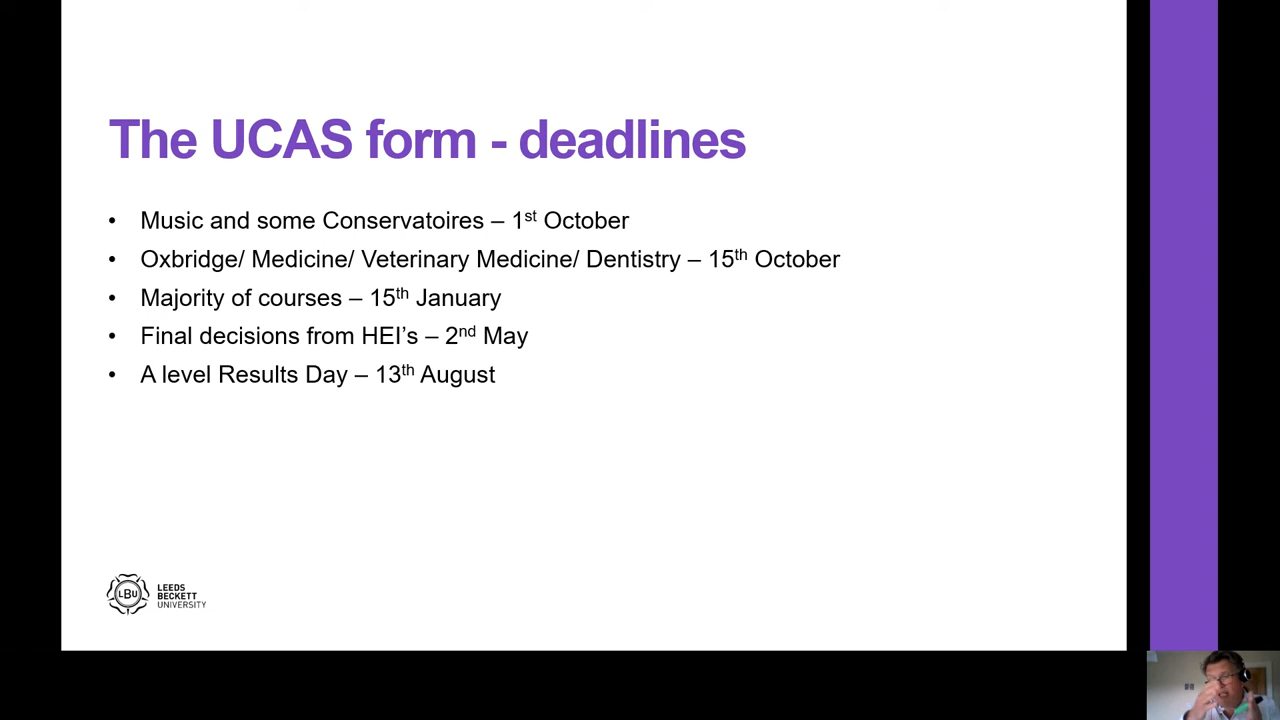 The UCAS form - deadlines
• Music and some Conservatoires – 1st October
• Oxbridge/ Medicine/ Veterinary Medicine/ Dentistry – 15th October
• Majority of courses – 15th January
• Final decisions from HEI’s – 2nd May
• A level Results Day – 13th August
LBU
LEEDS
BECKETT
UNIVERSITY